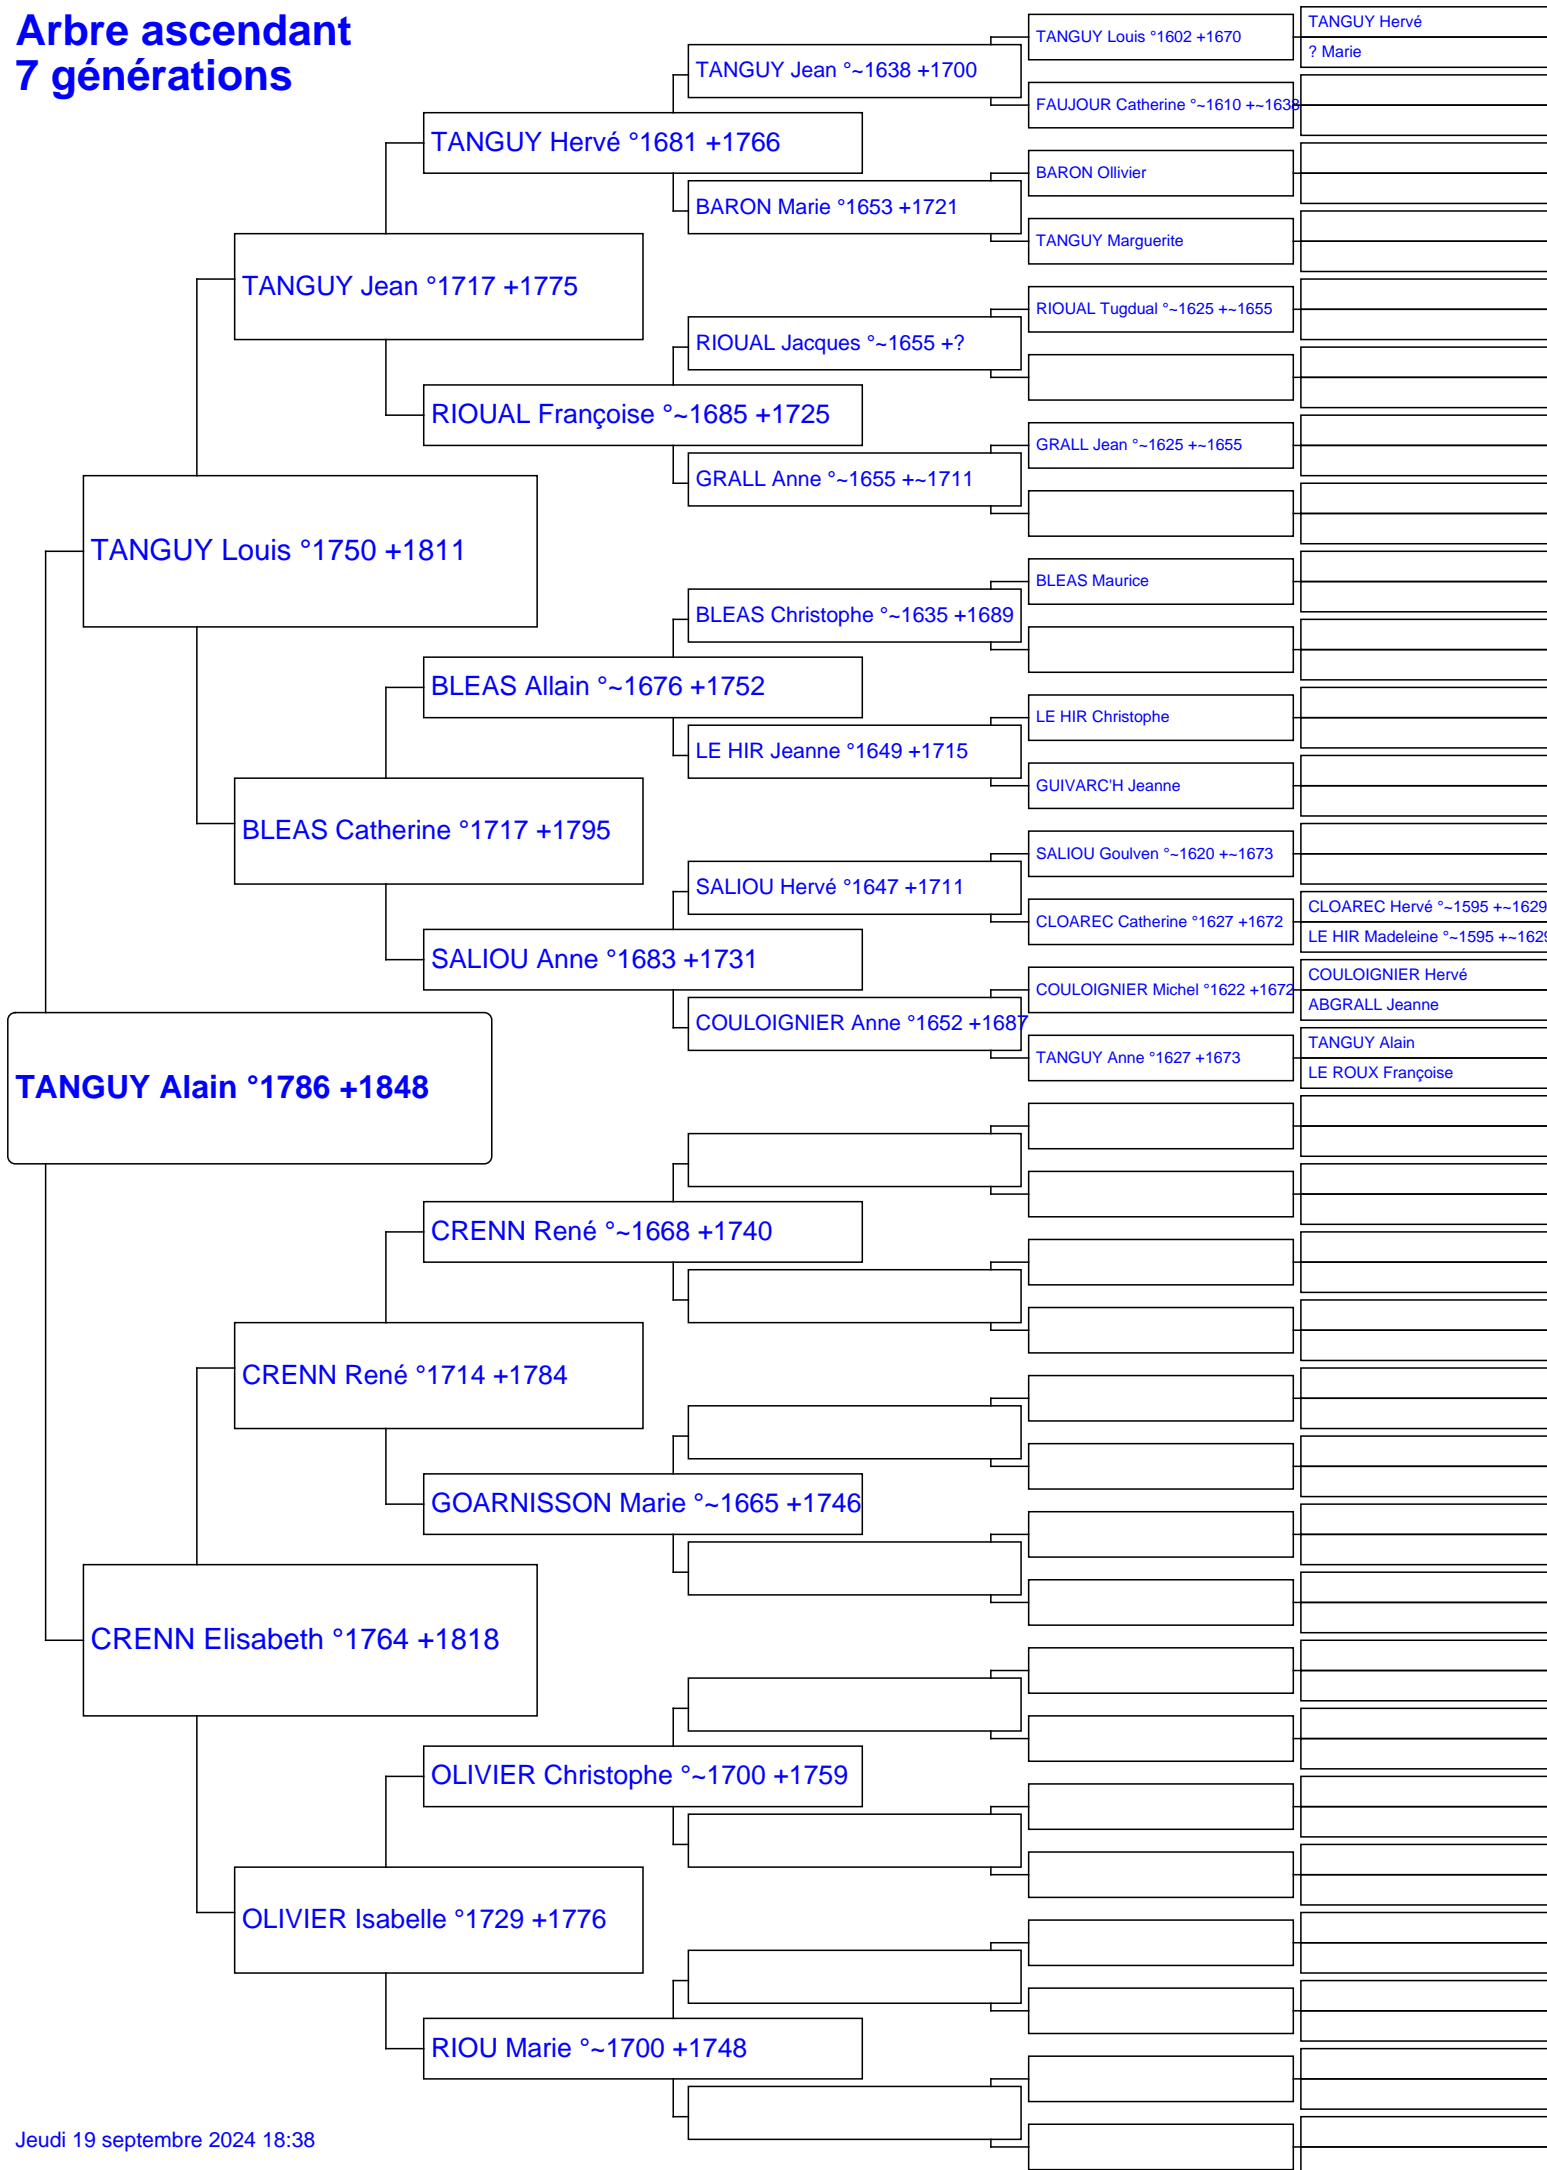 Arbre ascendant
7 générations
TANGUY Alain °1786 +1848
TANGUY Louis °1750 +1811
CRENN Elisabeth °1764 +1818
TANGUY Jean °1717 +1775
BLEAS Catherine °1717 +1795
CRENN René °1714 +1784
OLIVIER Isabelle °1729 +1776
TANGUY Hervé °1681 +1766
RIOUAL Françoise °~1685 +1725
BLEAS Allain °~1676 +1752
SALIOU Anne °1683 +1731
CRENN René °~1668 +1740
GOARNISSON Marie °~1665 +1746
OLIVIER Christophe °~1700 +1759
RIOU Marie °~1700 +1748
TANGUY Jean °~1638 +1700
BARON Marie °1653 +1721
RIOUAL Jacques °~1655 +?
GRALL Anne °~1655 +~1711
BLEAS Christophe °~1635 +1689
LE HIR Jeanne °1649 +1715
SALIOU Hervé °1647 +1711
COULOIGNIER Anne °1652 +1687
TANGUY Louis °1602 +1670
FAUJOUR Catherine °~1610 +~1638
BARON Ollivier
TANGUY Marguerite
RIOUAL Tugdual °~1625 +~1655
GRALL Jean °~1625 +~1655
BLEAS Maurice
LE HIR Christophe
GUIVARC'H Jeanne
SALIOU Goulven °~1620 +~1673
CLOAREC Catherine °1627 +1672
COULOIGNIER Michel °1622 +1672
TANGUY Anne °1627 +1673
TANGUY Hervé
? Marie
CLOAREC Hervé °~1595 +~1629
LE HIR Madeleine °~1595 +~1629
COULOIGNIER Hervé
ABGRALL Jeanne
TANGUY Alain
LE ROUX Françoise
Jeudi 19 septembre 2024 18:38